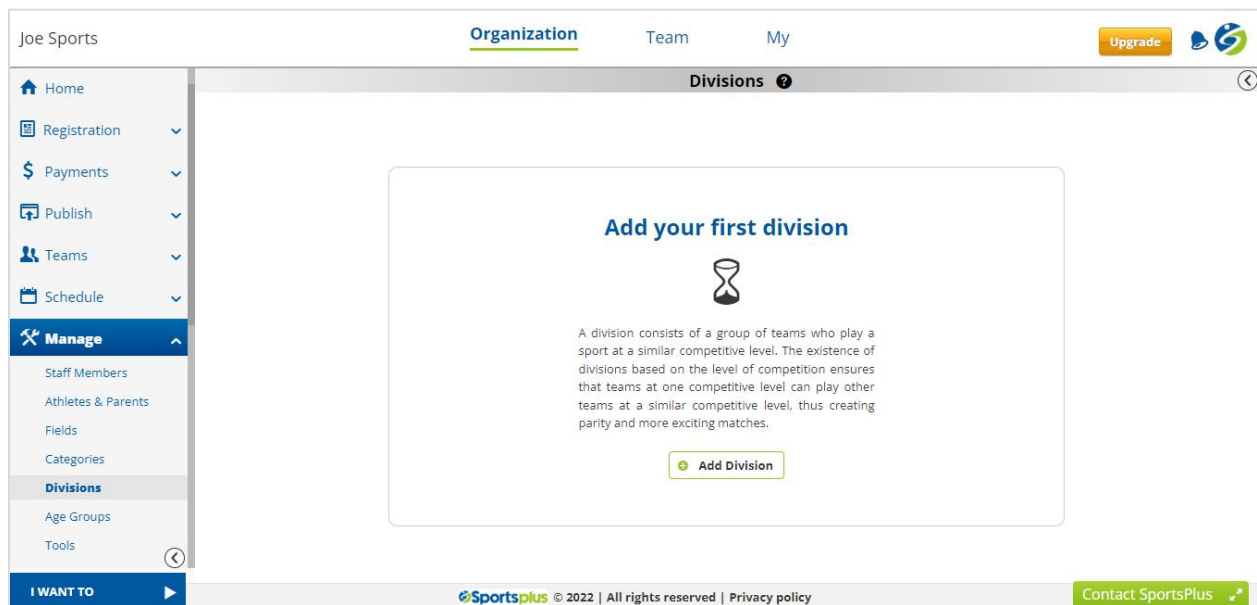 Joe Sports
Organization
Team
My
Upgrade
Divisions ?
Home
Registration
$ Payments
Publish
Teams
Schedule
Manage
Staff Members
Athletes & Parents
Fields
Categories
Divisions
Age Groups
Tools
I WANT TO
Add your first division
A division consists of a group of teams who play a
sport at a similar competitive level. The existence of
divisions based on the level of competition ensures
that teams at one competitive level can play other
teams at a similar competitive level, thus creating
parity and more exciting matches.
Add Division
Sportsplus © 2022 | All rights reserved | Privacy policy
Contact SportsPlus